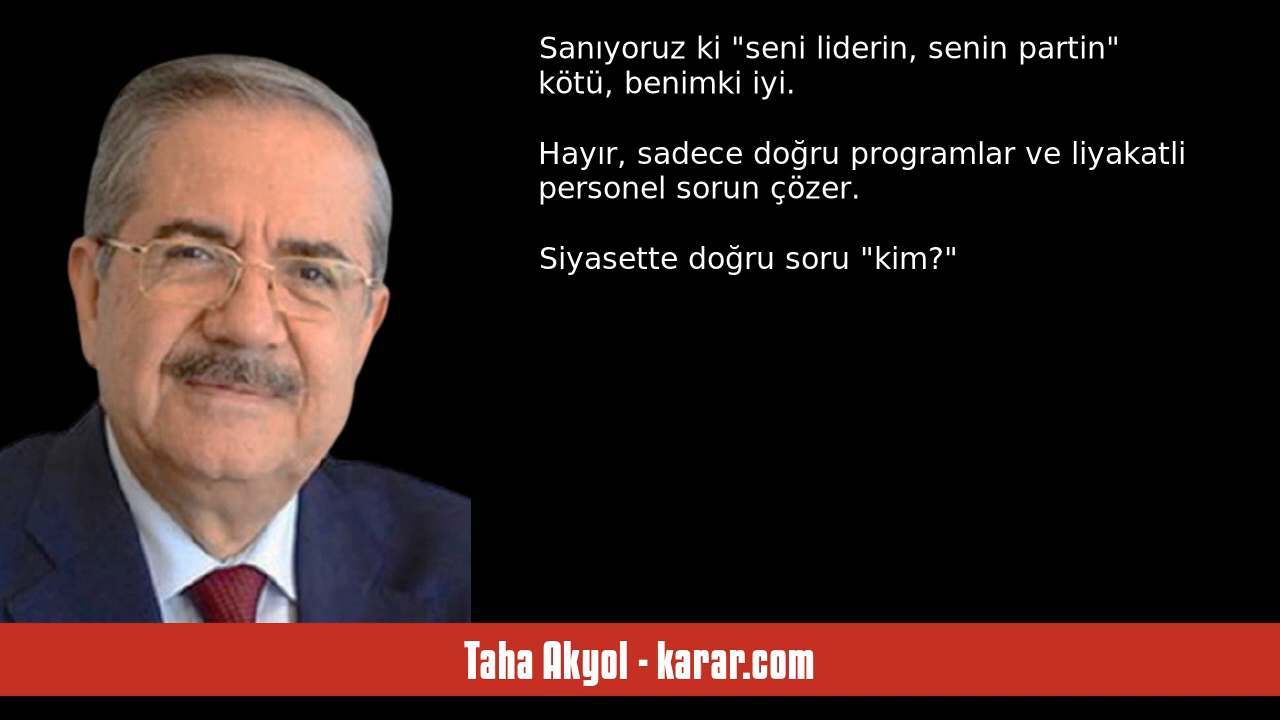 Sanıyoruz ki "seni liderin, senin partin"
kötü, benimki iyi.
Hayır, sadece doğru programlar ve liyakatli
personel sorun çözer.
Siyasette doğru soru "kim?"
Taha Akyol - karar.com